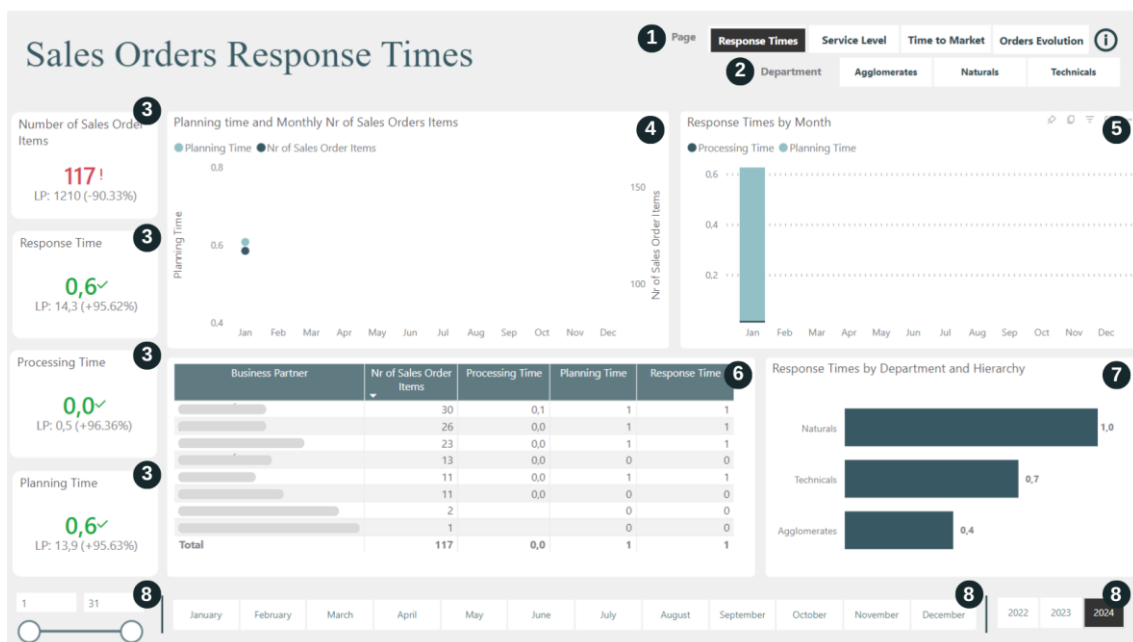 Sales Orders Response Times
1 Page Response Times Service Level Time to Market Orders Evolution i
2 Department Agglomerates Naturals Technicals
3
Number of Sales Order
Items
117!
LP: 1210 (-90.33%)
3
Response Time
0,6
LP: 14,3 (+95.62%)
3
Processing Time
0,0
LP: 0,5 (+96.36%)
3
Planning Time
0,6
LP: 13,9 (+95.63%)
Planning time and Monthly Nr of Sales Orders Items 4
Planning Time Nr of Sales Order Items
0,8
0,6
0,4
Planning Time
150
100
Nr of Sales Order Items
Jan Feb Mar Apr May Jun Jul Aug Sep Oct Nov Dec
Response Times by Month 5
Processing Time Planning Time
0,6
0,4
0,2
Jan Feb Mar Apr May Jun Jul Aug Sep Oct Nov Dec
6
Business Partner Nr of Sales Order Items Processing Time Planning Time Response Time
30 0,1 1 1
26 0,0 1 1
23 0,0 1 1
13 0,0 0 0
11 0,0 1 1
11 0,0 0 0
2 0 0
1 0 0
Total 117 0,0 1 1
Response Times by Department and Hierarchy 7
Naturals 1,0
Technicals 0,7
Agglomerates 0,4
1 31 8
January February March April May June July August September October November December 8
2022 2023 2024 8